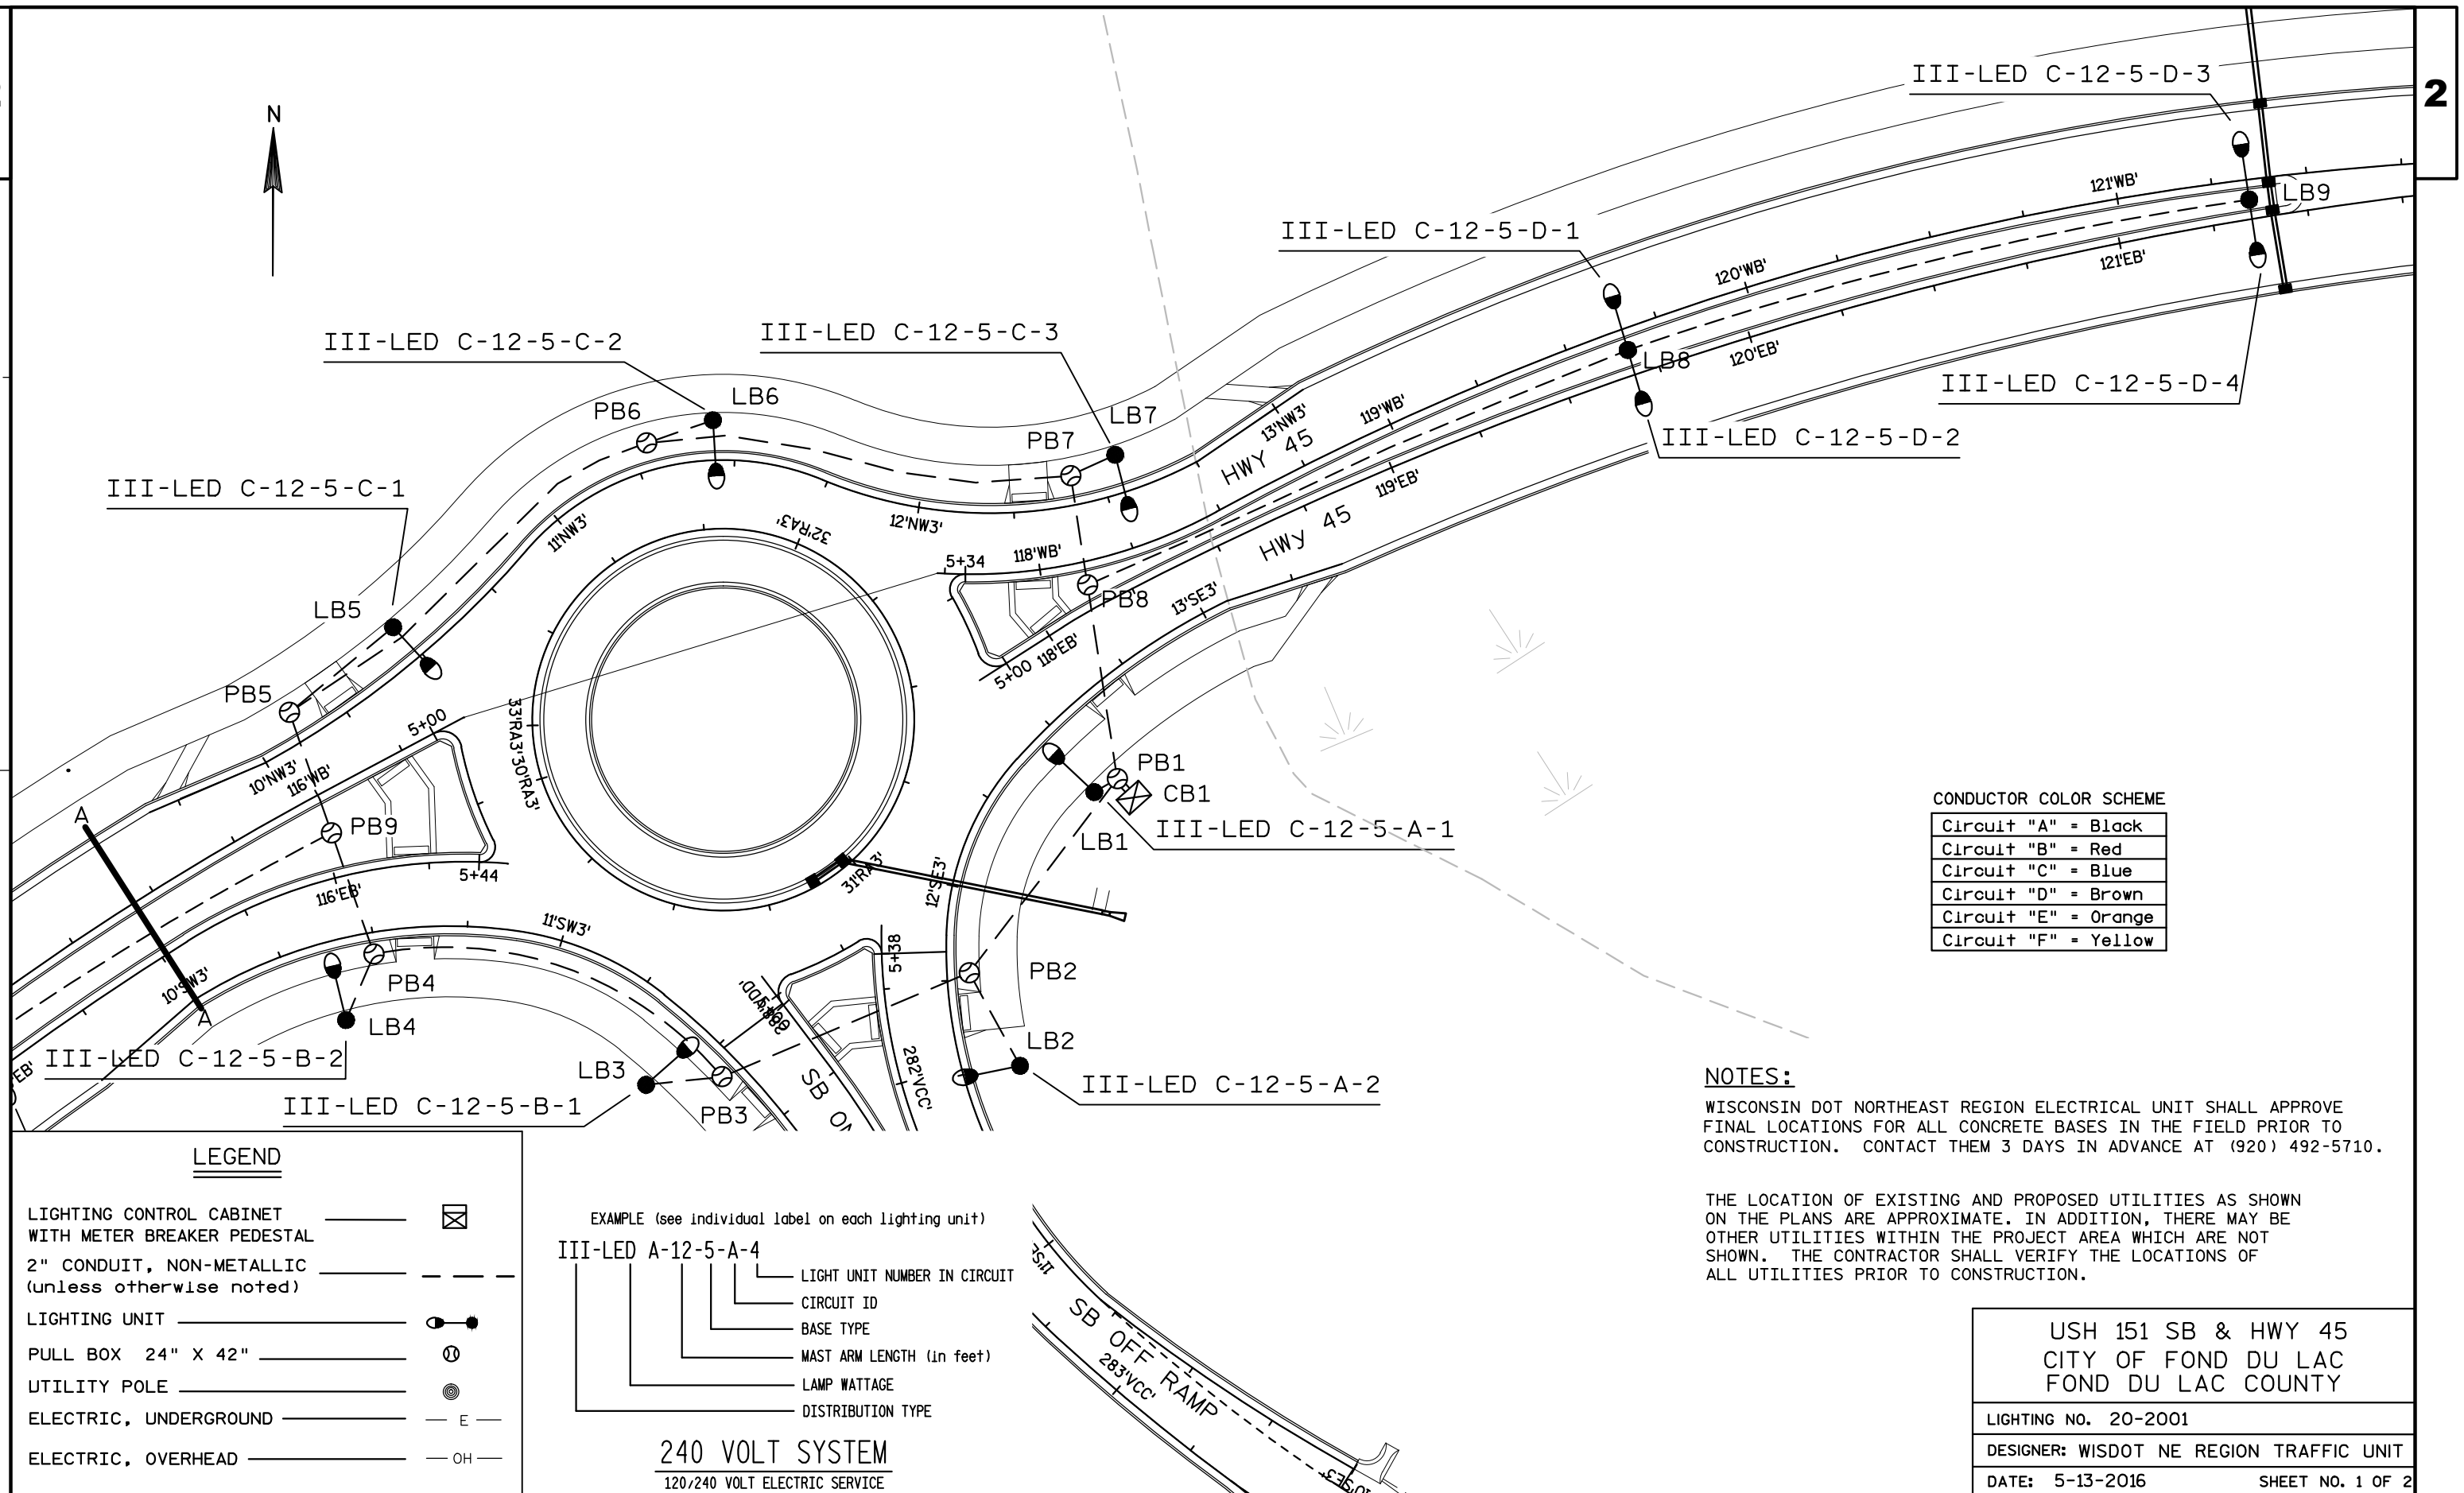 2
N
III-LED C-12-5-D-3
LB9
121'WB'
121'EB'
III-LED C-12-5-D-1
120'WB'
120'EB'
LB8
III-LED C-12-5-D-4
III-LED C-12-5-D-2
III-LED C-12-5-C-2
III-LED C-12-5-C-3
PB6
LB6
LB7
PB7
13'NW3'
119'WB'
119'EB'
HWY 45
HWy 45
III-LED C-12-5-C-1
11'NW3'
12'NW3'
32'RA3'
5+34
118'WB'
PB8
118'EB'
5+00
13'SE3'
LB5
PB5
5+00
10'NW3'
116'WB'
33'RA3'
30'RA3'
31'RA3'
PB9
116'EB'
5+44
A
A
PB1
CB1
LB1
III-LED C-12-5-A-1
12'SE3'
11'SW3'
10'SW3'
PB4
LB4
III-LED C-12-5-B-2
EB'
5+38
PB2
LB2
III-LED C-12-5-A-2
LB3
PB3
III-LED C-12-5-B-1
282'VCC'
SB ON
CONDUCTOR COLOR SCHEME
Circuit "A" = Black
Circuit "B" = Red
Circuit "C" = Blue
Circuit "D" = Brown
Circuit "E" = Orange
Circuit "F" = Yellow
NOTES:
WISCONSIN DOT NORTHEAST REGION ELECTRICAL UNIT SHALL APPROVE
FINAL LOCATIONS FOR ALL CONCRETE BASES IN THE FIELD PRIOR TO
CONSTRUCTION. CONTACT THEM 3 DAYS IN ADVANCE AT (920) 492-5710.
THE LOCATION OF EXISTING AND PROPOSED UTILITIES AS SHOWN
ON THE PLANS ARE APPROXIMATE. IN ADDITION, THERE MAY BE
OTHER UTILITIES WITHIN THE PROJECT AREA WHICH ARE NOT
SHOWN. THE CONTRACTOR SHALL VERIFY THE LOCATIONS OF
ALL UTILITIES PRIOR TO CONSTRUCTION.
LEGEND
LIGHTING CONTROL CABINET
WITH METER BREAKER PEDESTAL
2" CONDUIT, NON-METALLIC
(unless otherwise noted)
LIGHTING UNIT
PULL BOX 24" X 42"
UTILITY POLE
ELECTRIC, UNDERGROUND
E
ELECTRIC, OVERHEAD
OH
EXAMPLE (see individual label on each lighting unit)
III-LED A-12-5-A-4
LIGHT UNIT NUMBER IN CIRCUIT
CIRCUIT ID
BASE TYPE
MAST ARM LENGTH (in feet)
LAMP WATTAGE
DISTRIBUTION TYPE
240 VOLT SYSTEM
120/240 VOLT ELECTRIC SERVICE
SB OFF RAMP
283'VCC'
USH 151 SB & HWY 45
CITY OF FOND DU LAC
FOND DU LAC COUNTY
LIGHTING NO. 20-2001
DESIGNER: WISDOT NE REGION TRAFFIC UNIT
DATE: 5-13-2016 SHEET NO. 1 OF 2